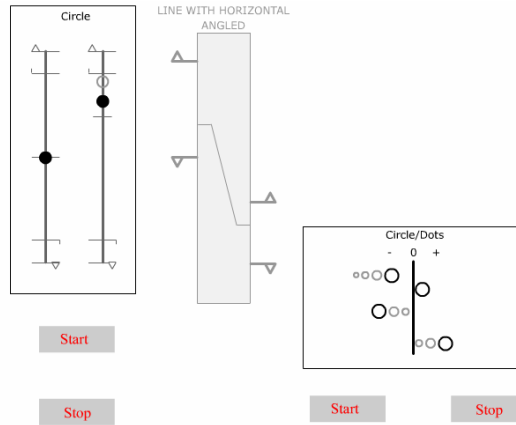 Circle
LINE WITH HORIZONTAL
ANGLED
Circle/Dots
- 0 +
Start
Stop
Start
Stop